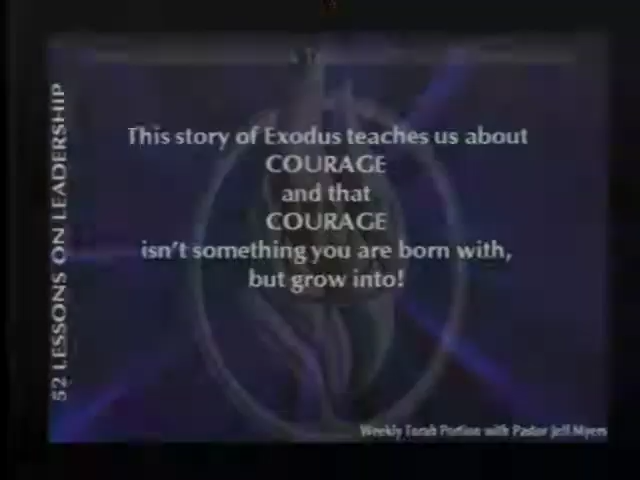 52 LESSONS ON LEADERSHIP
This story of Exodus teaches us about
COURAGE
and that
COURAGE
isn't something you are born with,
but grow into!
Weekly Torah Portion with Pastor Jeff Myers